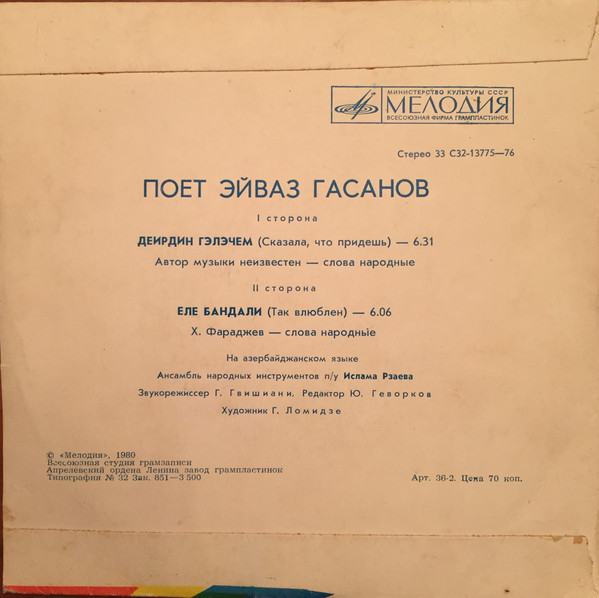 МИНИСТЕРСТВО КУЛЬТУРЫ СССР
МЕЛОДИЯ
ВСЕСОЮЗНАЯ ФИРМА ГРАМПЛАСТИНОК
Стерео 33 С32-13775—76
ПОЕТ ЭЙВАЗ ГАСАНОВ
I сторона
ДЕИРДИН ГЭЛЭЧЕМ (Сказала, что придешь) — 6.31
Автор музыки неизвестен — слова народные
II сторона
ЕЛЕ БАНДАЛИ (Так влюблен) — 6.06
Х. Фараджев — слова народные
На азербайджанском языке
Ансамбль народных инструментов п/у Ислама Рзаева
Звукорежиссер Г. Гвишиани. Редактор Ю. Геворков
Художник Г. Ломидзе
© «Мелодия», 1980
Всесоюзная студия грамзаписи
Апрелевский ордена Ленина завод грампластинок
Типография № 32 Зак. 851—3 500
Арт. 36-2. Цена 70 коп.